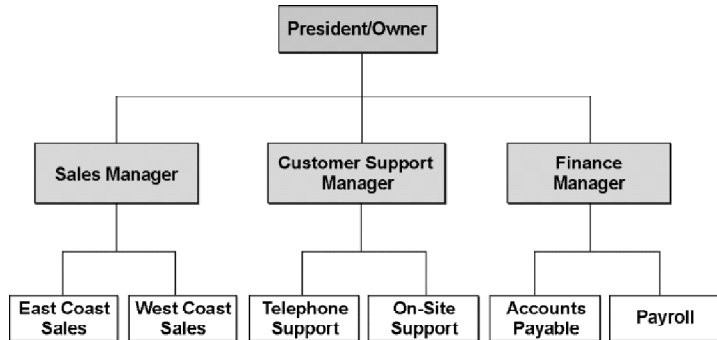 President/Owner
Sales Manager
Customer Support
Manager
Finance
Manager
East Coast
Sales
West Coast
Sales
Telephone
Support
On-Site
Support
Accounts
Payable
Payroll